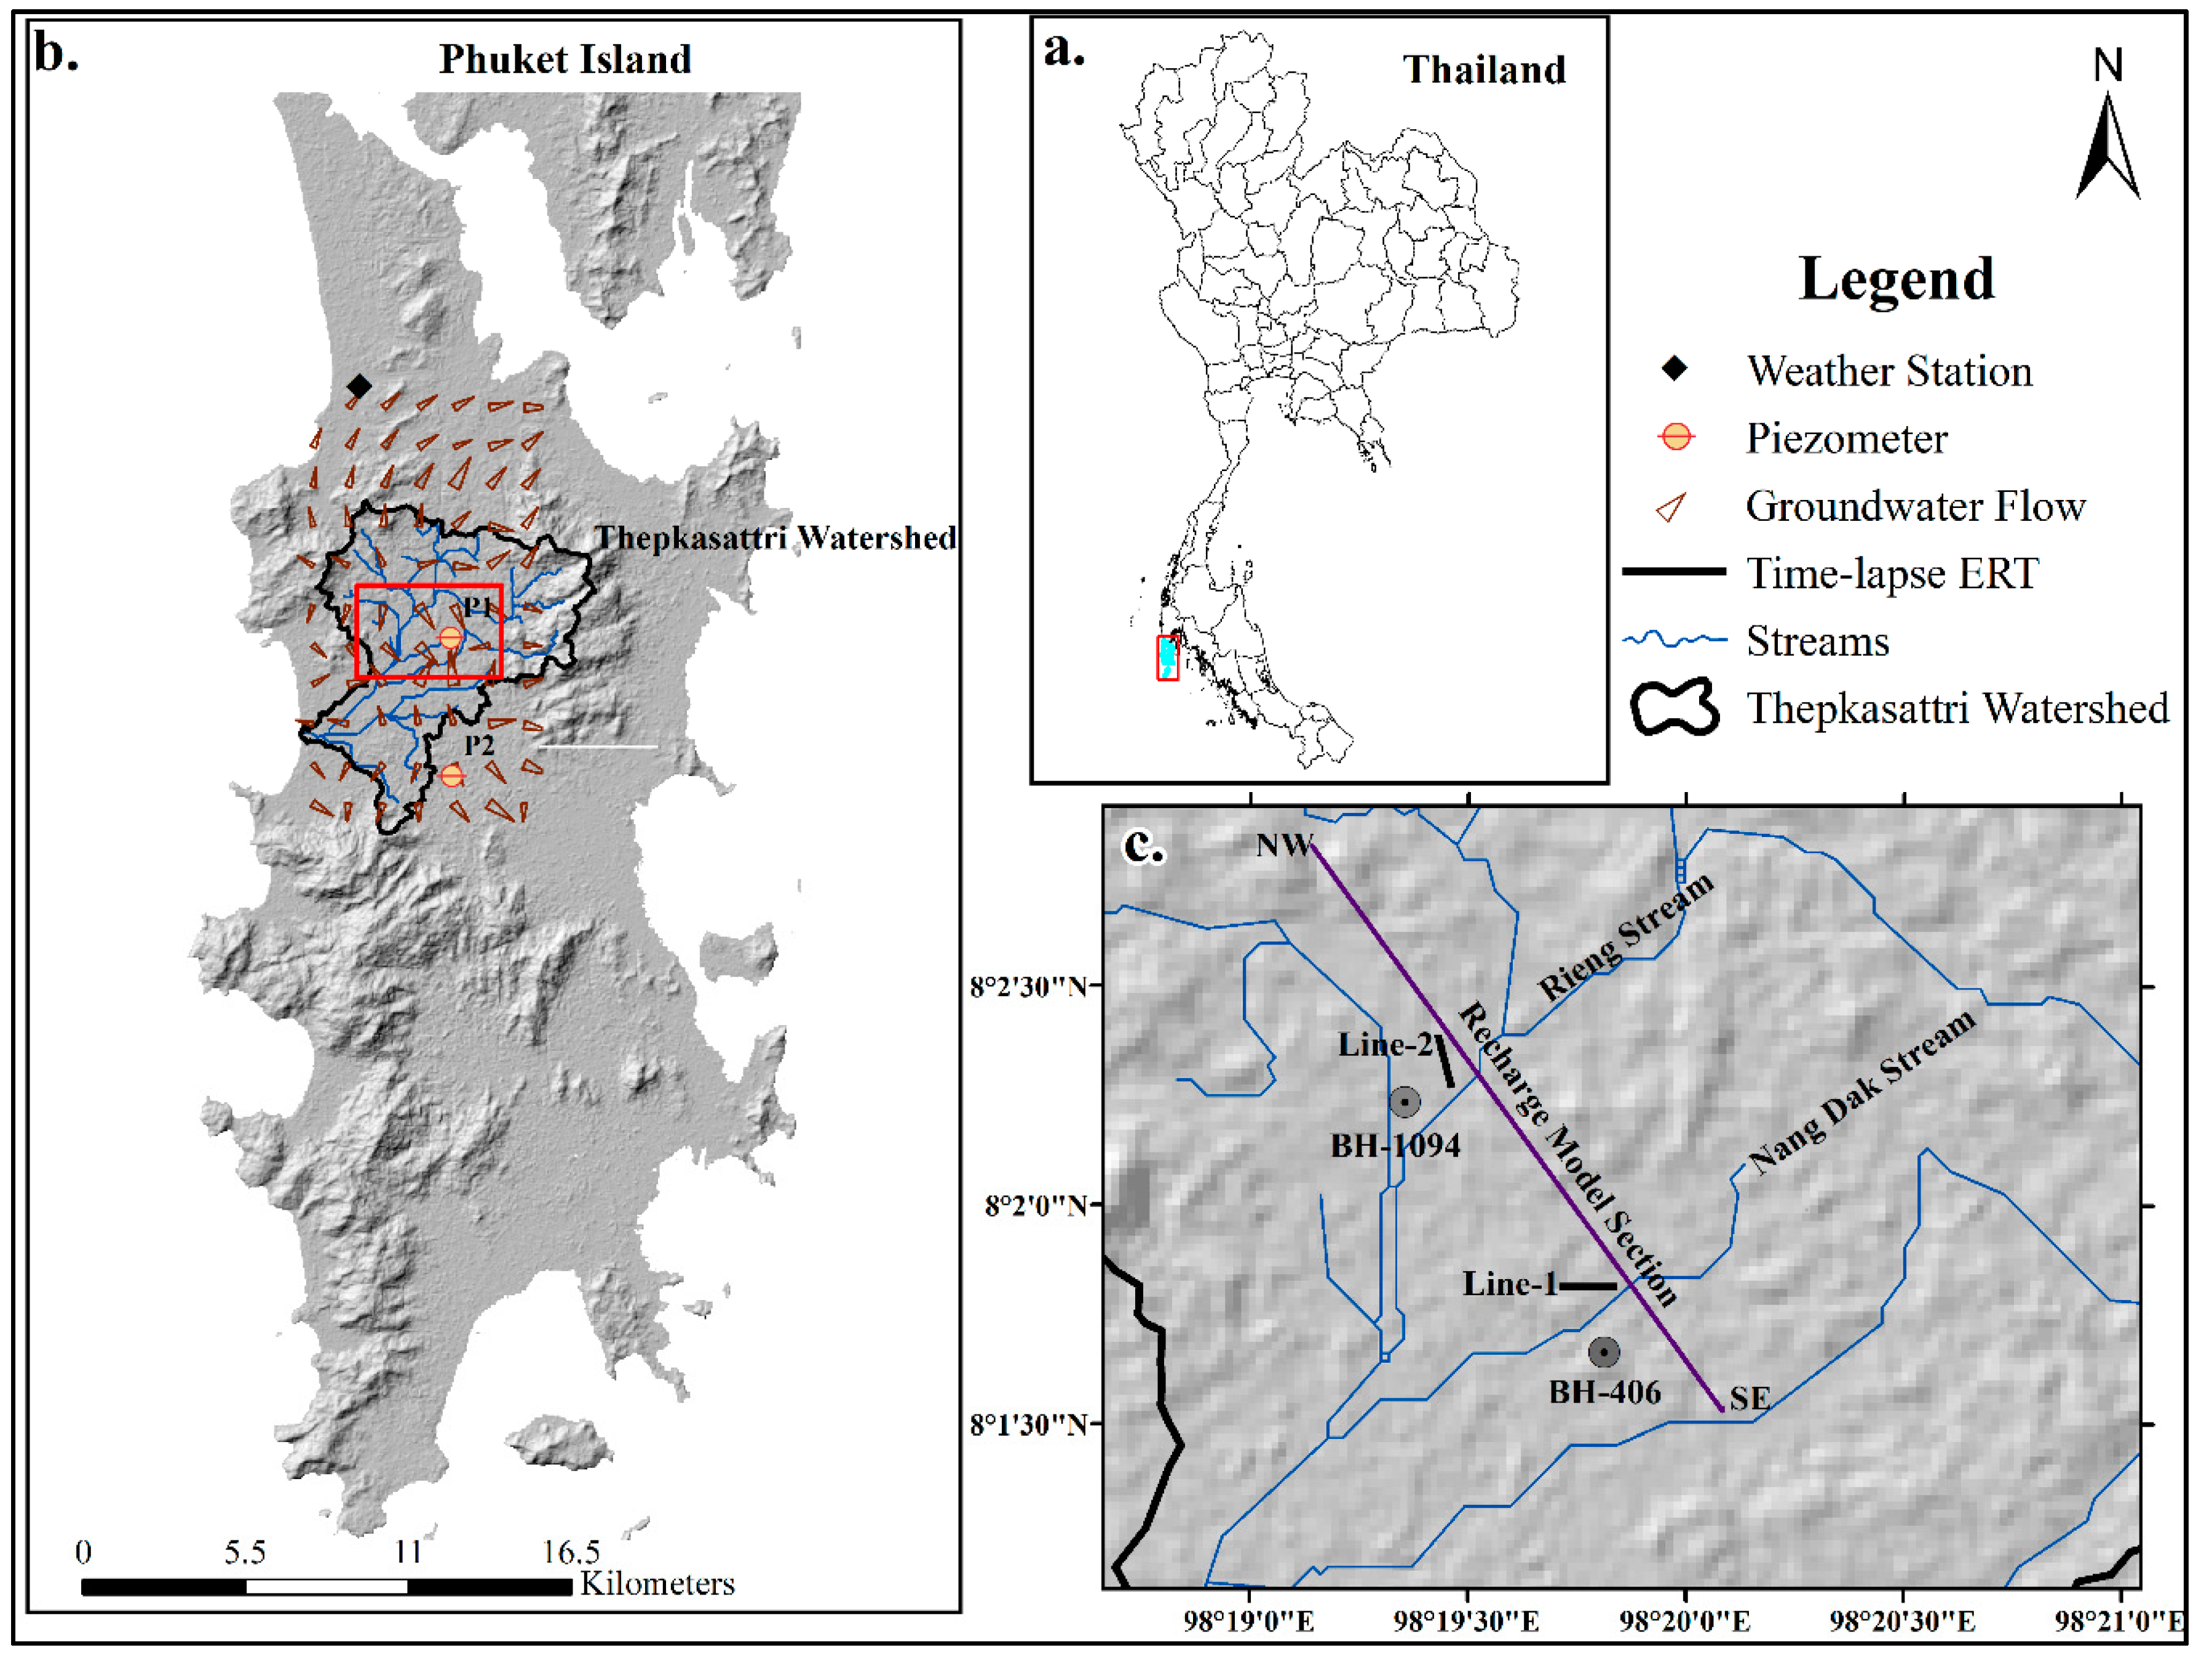 b.
Phuket Island
Thepkasattri Watershed
P1
P2
0 5.5 11 16.5
Kilometers
a.
Thailand
N
Legend
Weather Station
Piezometer
Groundwater Flow
Time-lapse ERT
Streams
Thepkasattri Watershed
c.
NW
Rieng Stream
Recharge Model Section
Line-2
BH-1094
Nang Dak Stream
Line-1
BH-406
SE
8°2'30"N
8°2'0"N
8°1'30"N
98°19'0"E 98°19'30"E 98°20'0"E 98°20'30"E 98°21'0"E